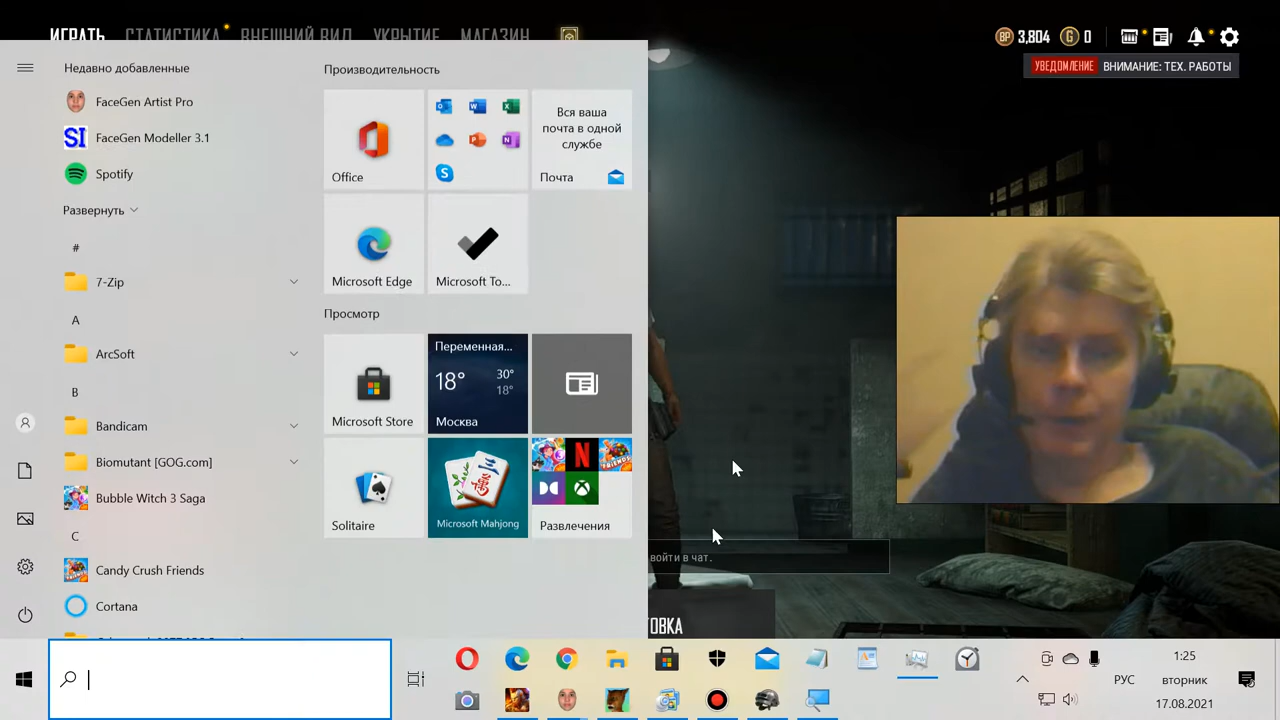 ИГРАТЬ СТАТИСТИКА ВНЕШНИЙ ВИД УКРЫТИЕ МАГАЗИН
BP 3,804 G 0
УВЕДОМЛЕНИЕ ВНИМАНИЕ: ТЕХ. РАБОТЫ
Недавно добавленные
FaceGen Artist Pro
SI FaceGen Modeller 3.1
Spotify
Развернуть
#
7-Zip
A
ArcSoft
B
Bandicam
Biomutant [GOG.com]
Bubble Witch 3 Saga
C
Candy Crush Friends
Cortana
Производительность
Office
Вся ваша
почта в одной
службе
Почта
Microsoft Edge
Microsoft To...
Просмотр
Microsoft Store
Переменная...
18° 30°
18°
Москва
Solitaire
Microsoft Mahjong
Развлечения
войти в чат.
ТОВКА
РУС
1:25
вторник
17.08.2021